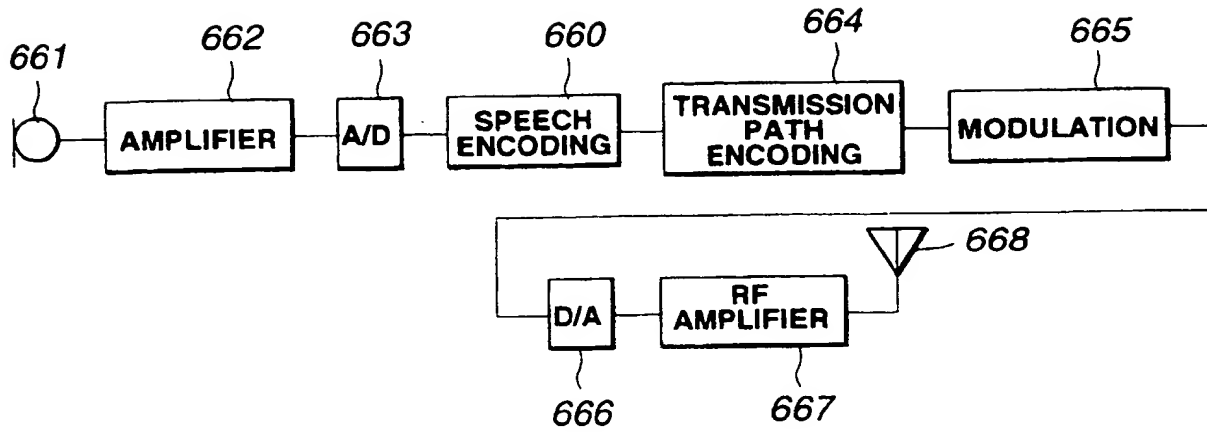 661
662
663
660
664
665
AMPLIFIER
A/D
SPEECH
ENCODING
TRANSMISSION
PATH
ENCODING
MODULATION
668
D/A
RF
AMPLIFIER
666
667